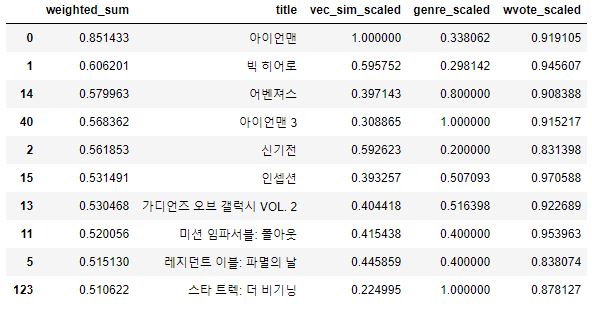 weighted_sum title vec_sim_scaled genre_scaled wvote_scaled
0 0.851433 아이언맨 1.000000 0.338062 0.919105
1 0.606201 빅 히어로 0.595752 0.298142 0.945607
14 0.579963 어벤져스 0.397143 0.800000 0.908388
40 0.568362 아이언맨 3 0.308865 1.000000 0.915217
2 0.561853 신기전 0.592623 0.200000 0.831398
15 0.531491 인셉션 0.393257 0.507093 0.970588
13 0.530468 가디언즈 오브 갤럭시 VOL. 2 0.404418 0.516398 0.922689
11 0.520056 미션 임파서블: 폴아웃 0.415438 0.400000 0.953963
5 0.515130 레지던트 이블: 파멸의 날 0.445859 0.400000 0.838074
123 0.510622 스타 트렉: 더 비기닝 0.224995 1.000000 0.878127